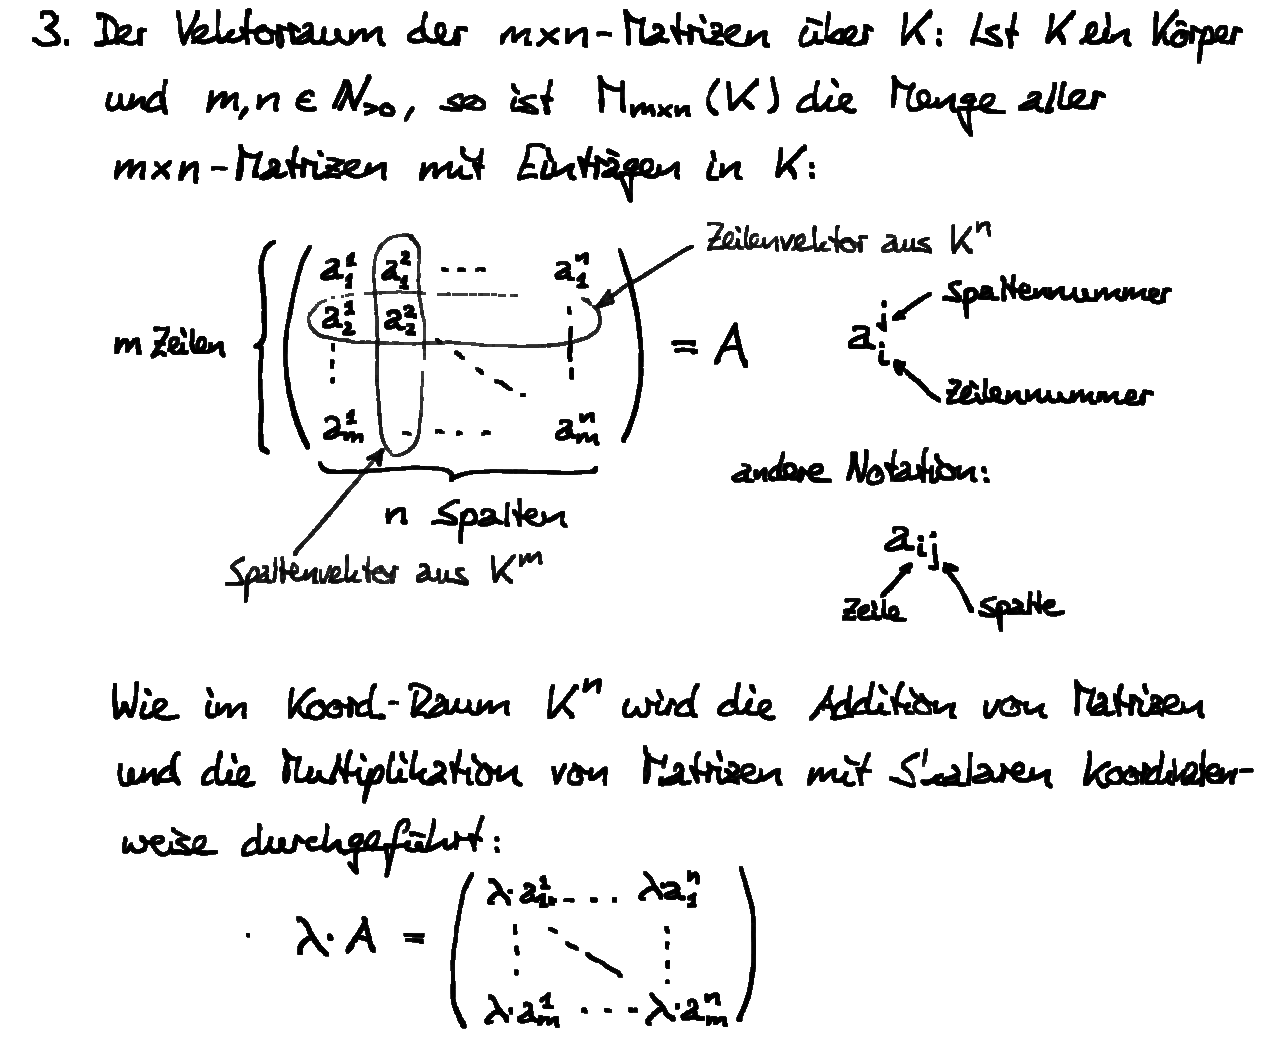 3. Der Vektorraum der m×n-Matrizen über K: Ist K ein Körper
und m,n ∈ ℕ>0, so ist Mm×n (K) die Menge aller
m×n-Matrizen mit Einträgen in K:
Zeilenvektor aus Kⁿ
m Zeilen { ( a₁¹ a₁² ---- a₁ⁿ
a₂¹ a₂²
aₘ¹ - - - - aₘⁿ ) = A
aᵢʲ
Spaltennummer
Zeilennummer
n Spalten
Spaltenvektor aus Kᵐ
andere Notation:
aᵢⱼ
Zeile Spalte
Wie im Koord-Raum Kⁿ wird die Addition von Matrizen
und die Multiplikation von Matrizen mit Skalaren Koordinaten-
weise durchgeführt:
λ·A = ( λ·a₁¹ - - - - λ·a₁ⁿ
λ·aₘ¹ - - - - λ·aₘⁿ )